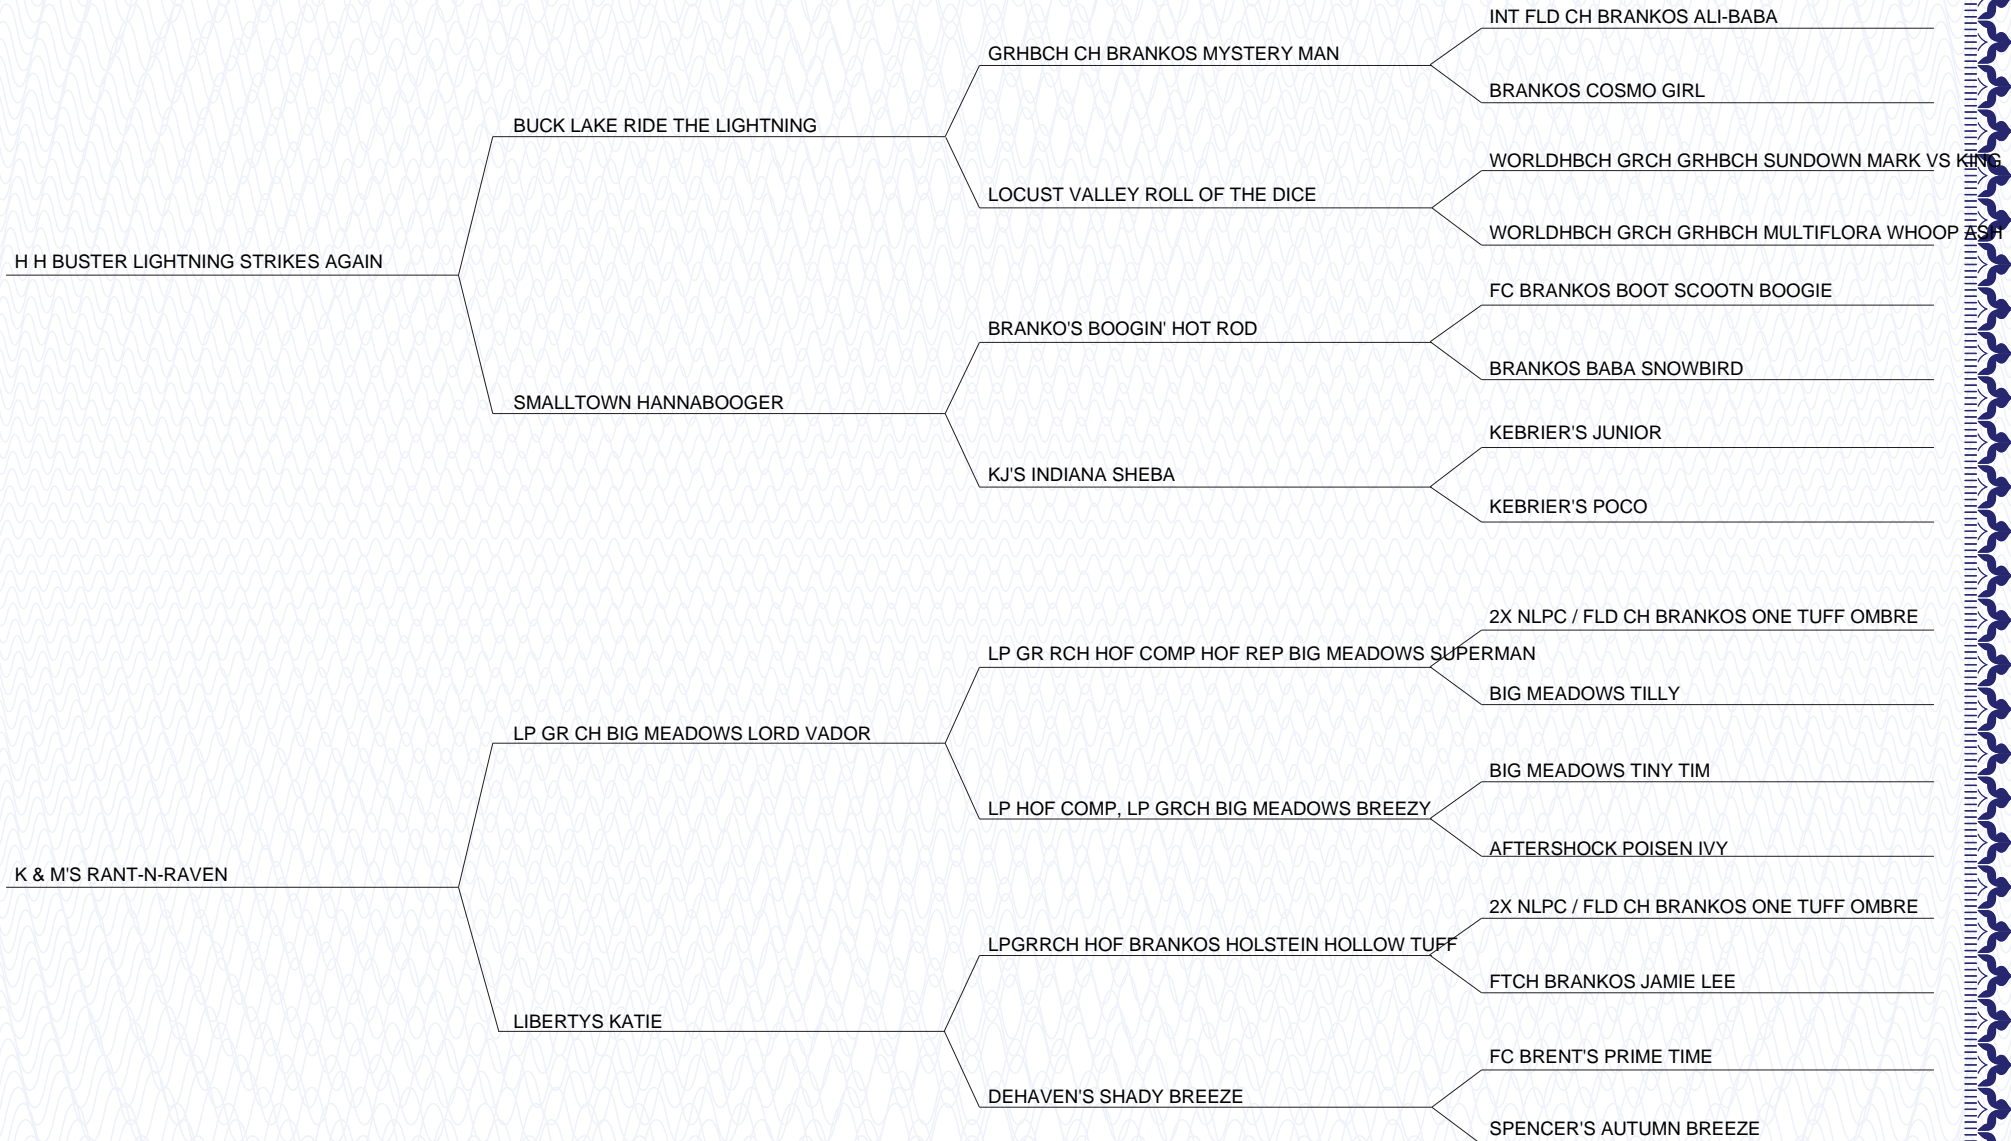 INT FLD CH BRANKOS ALI-BABA
GRHBCH CH BRANKOS MYSTERY MAN
BRANKOS COSMO GIRL
BUCK LAKE RIDE THE LIGHTNING
WORLDHBCH GRCH GRHBCH SUNDOWN MARK VS KING
LOCUST VALLEY ROLL OF THE DICE
WORLDHBCH GRCH GRHBCH MULTIFLORA WHOOP ASH
H H BUSTER LIGHTNING STRIKES AGAIN
FC BRANKOS BOOT SCOOTN BOOGIE
BRANKO'S BOOGIN' HOT ROD
BRANKOS BABA SNOWBIRD
SMALLTOWN HANNABOOGER
KEBRIER'S JUNIOR
KJ'S INDIANA SHEBA
KEBRIER'S POCO
2X NLPC / FLD CH BRANKOS ONE TUFF OMBRE
LP GR RCH HOF COMP HOF REP BIG MEADOWS SUPERMAN
BIG MEADOWS TILLY
LP GR CH BIG MEADOWS LORD VADOR
BIG MEADOWS TINY TIM
LP HOF COMP, LP GRCH BIG MEADOWS BREEZY
AFTERSHOCK POISEN IVY
K & M'S RANT-N-RAVEN
2X NLPC / FLD CH BRANKOS ONE TUFF OMBRE
LPGRRCH HOF BRANKOS HOLSTEIN HOLLOW TUFF
FTCH BRANKOS JAMIE LEE
LIBERTYS KATIE
FC BRENT'S PRIME TIME
DEHAVEN'S SHADY BREEZE
SPENCER'S AUTUMN BREEZE